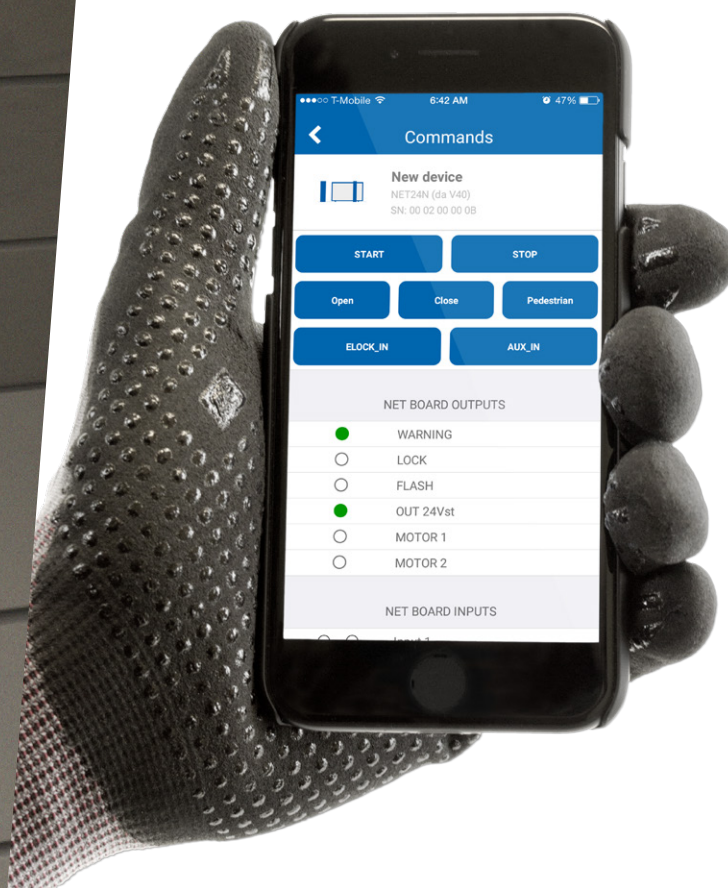 T-Mobile 6:42 AM 47%
Commands
New device
NET24N (da V40)
SN: 00 02 00 00 0B
START STOP
Open Close Pedestrian
ELOCK_IN AUX_IN
NET BOARD OUTPUTS
WARNING
LOCK
FLASH
OUT 24Vst
MOTOR 1
MOTOR 2
NET BOARD INPUTS